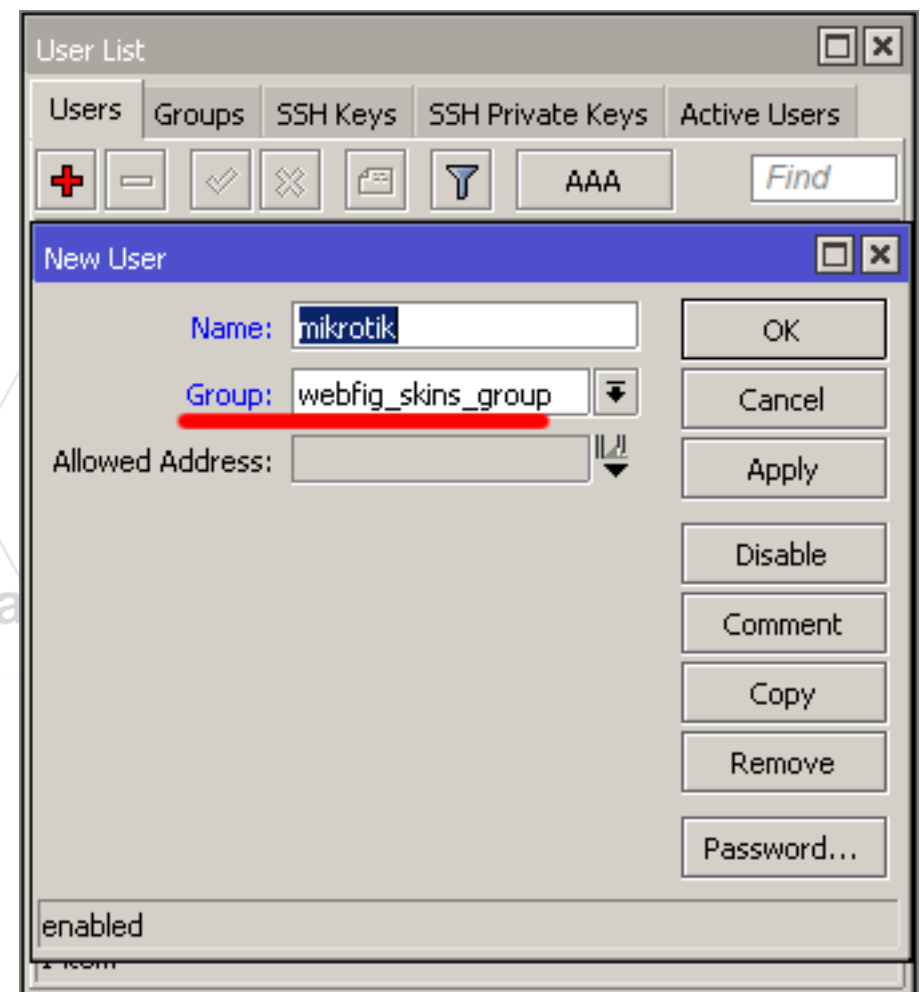 User List
Users Groups SSH Keys SSH Private Keys Active Users
AAA Find
New User
Name: mikrotik OK
Group: webfig_skins_group Cancel
Allowed Address: Apply
Disable
Comment
Copy
Remove
Password...
enabled